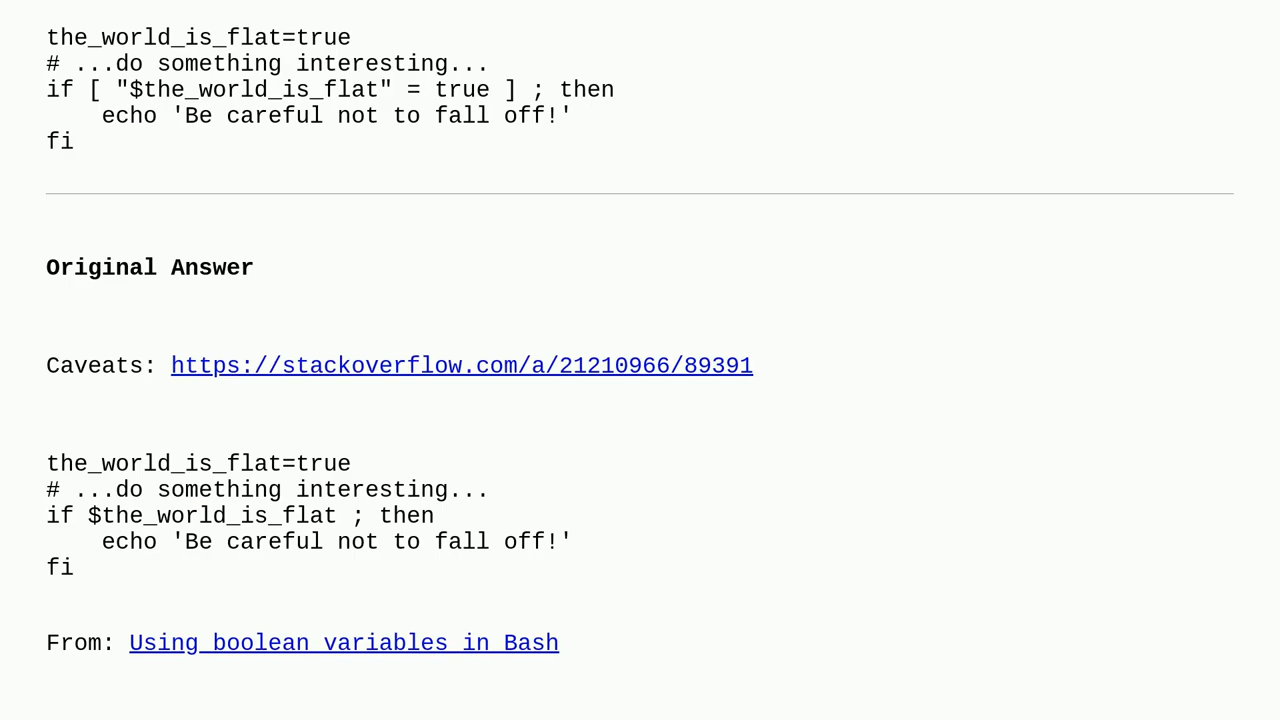 the_world_is_flat=true
# ...do something interesting...
if [ "$the_world_is_flat" = true ] ; then
    echo 'Be careful not to fall off!'
fi
Original Answer
Caveats: https://stackoverflow.com/a/21210966/89391
the_world_is_flat=true
# ...do something interesting...
if $the_world_is_flat ; then
    echo 'Be careful not to fall off!'
fi
From: Using boolean variables in Bash